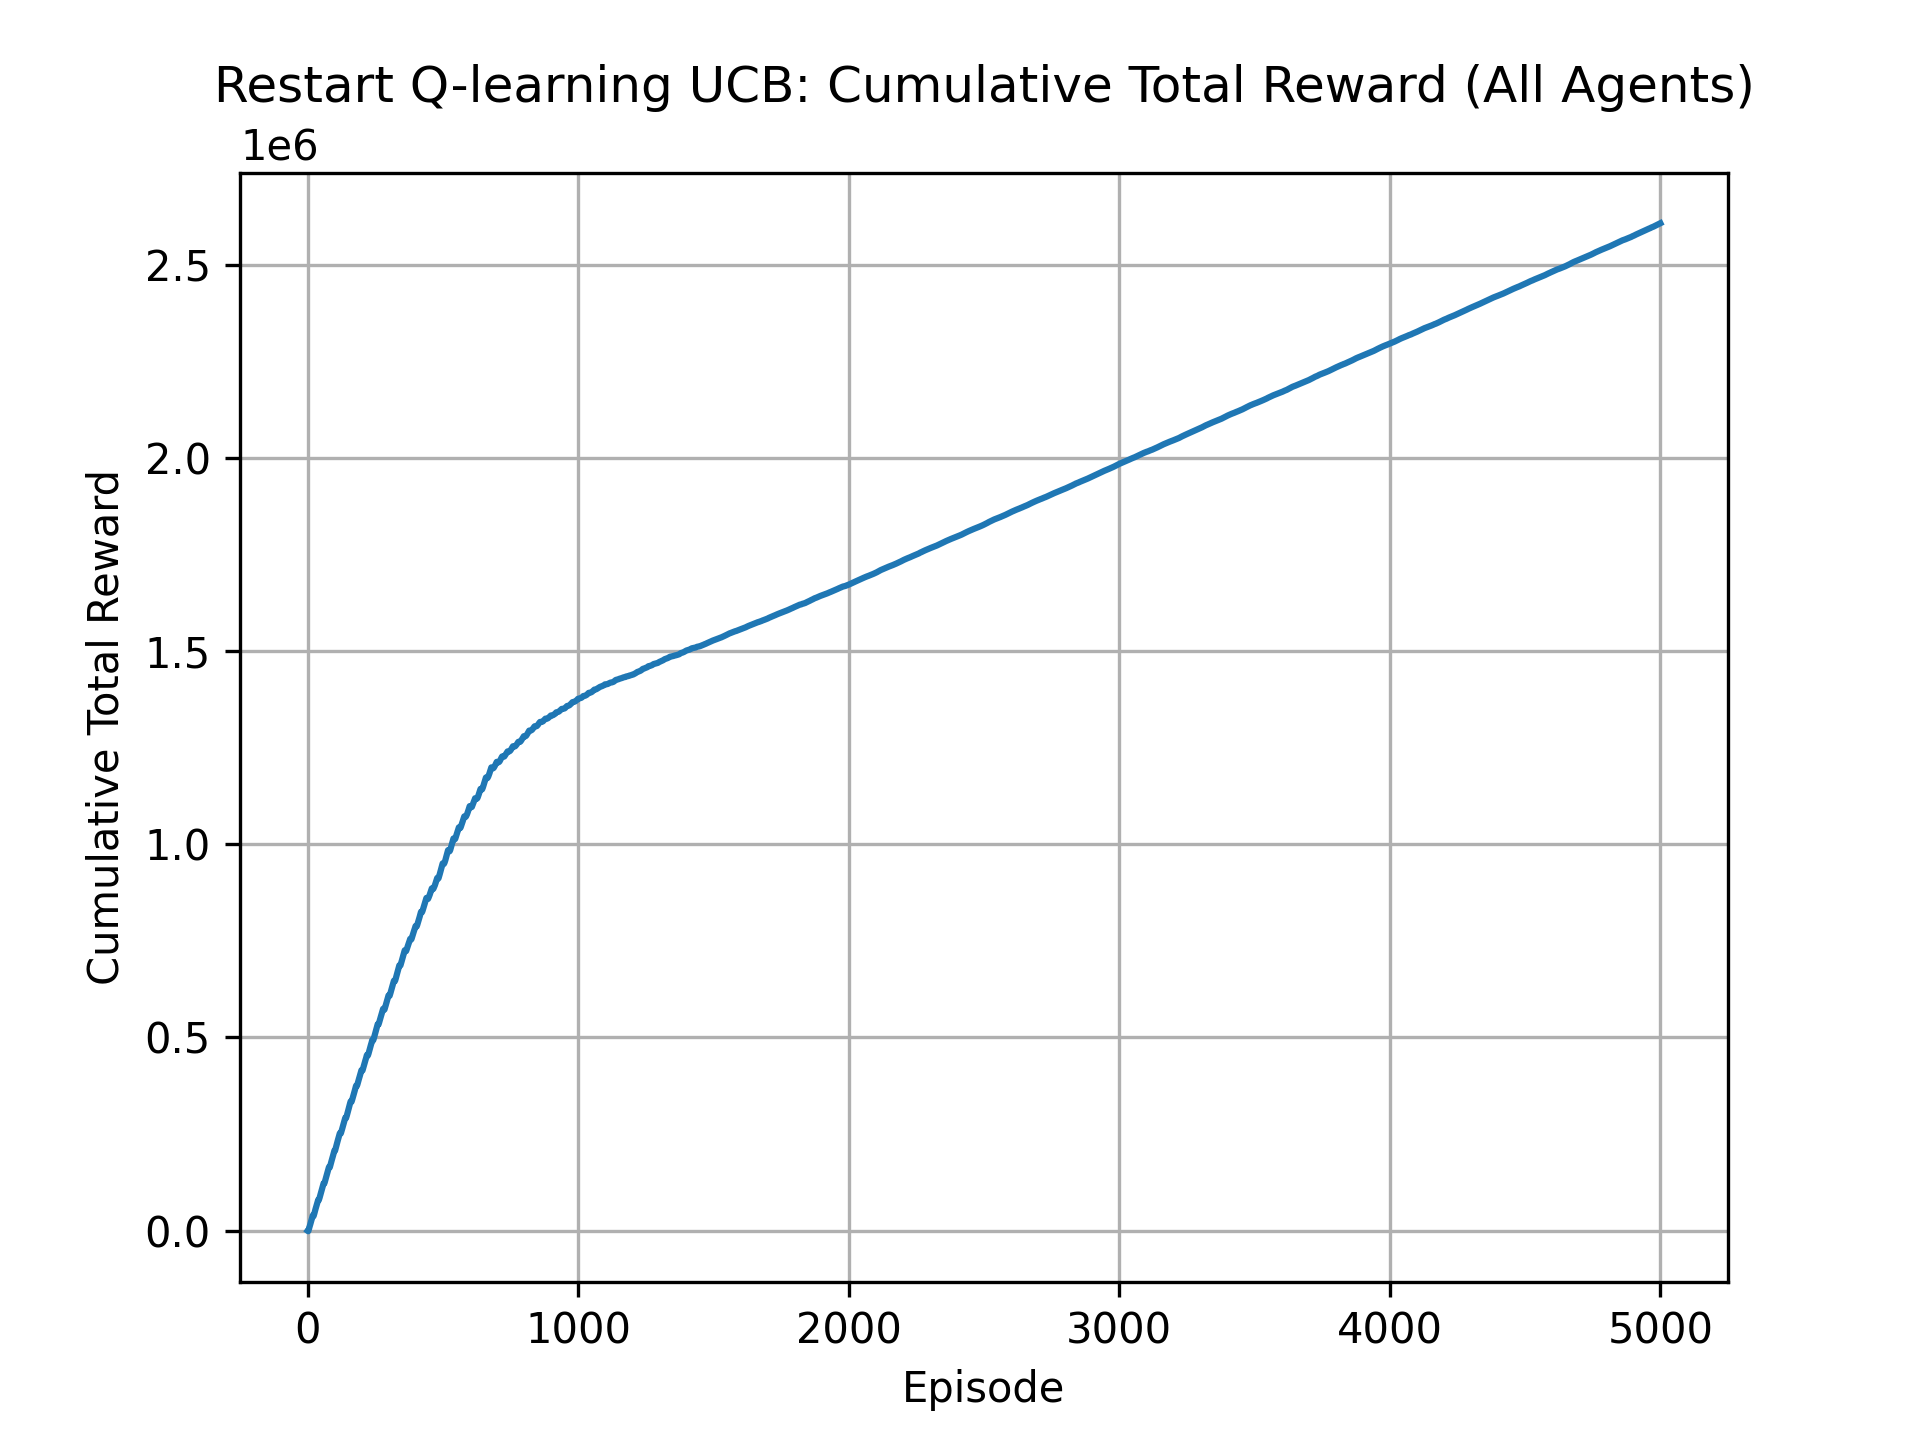 Restart Q-learning UCB: Cumulative Total Reward (All Agents)
1e6
2.5
2.0
1.5
1.0
0.5
0.0
Cumulative Total Reward
0 1000 2000 3000 4000 5000
Episode